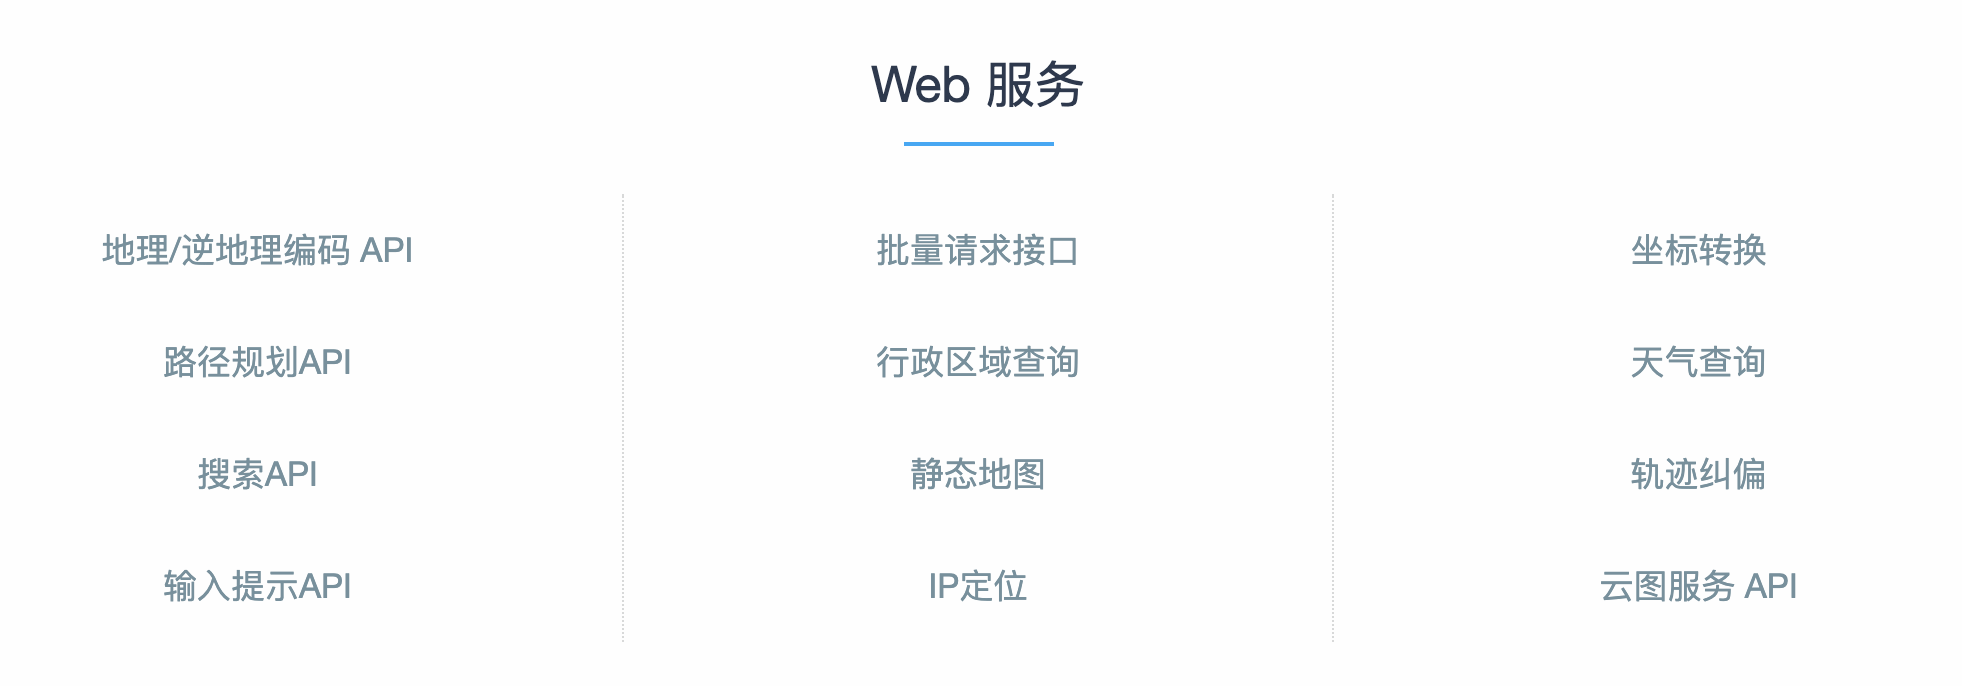 Web 服务
地理/逆地理编码 API
批量请求接口
坐标转换
路径规划API
行政区域查询
天气查询
搜索API
静态地图
轨迹纠偏
输入提示API
IP定位
云图服务 API